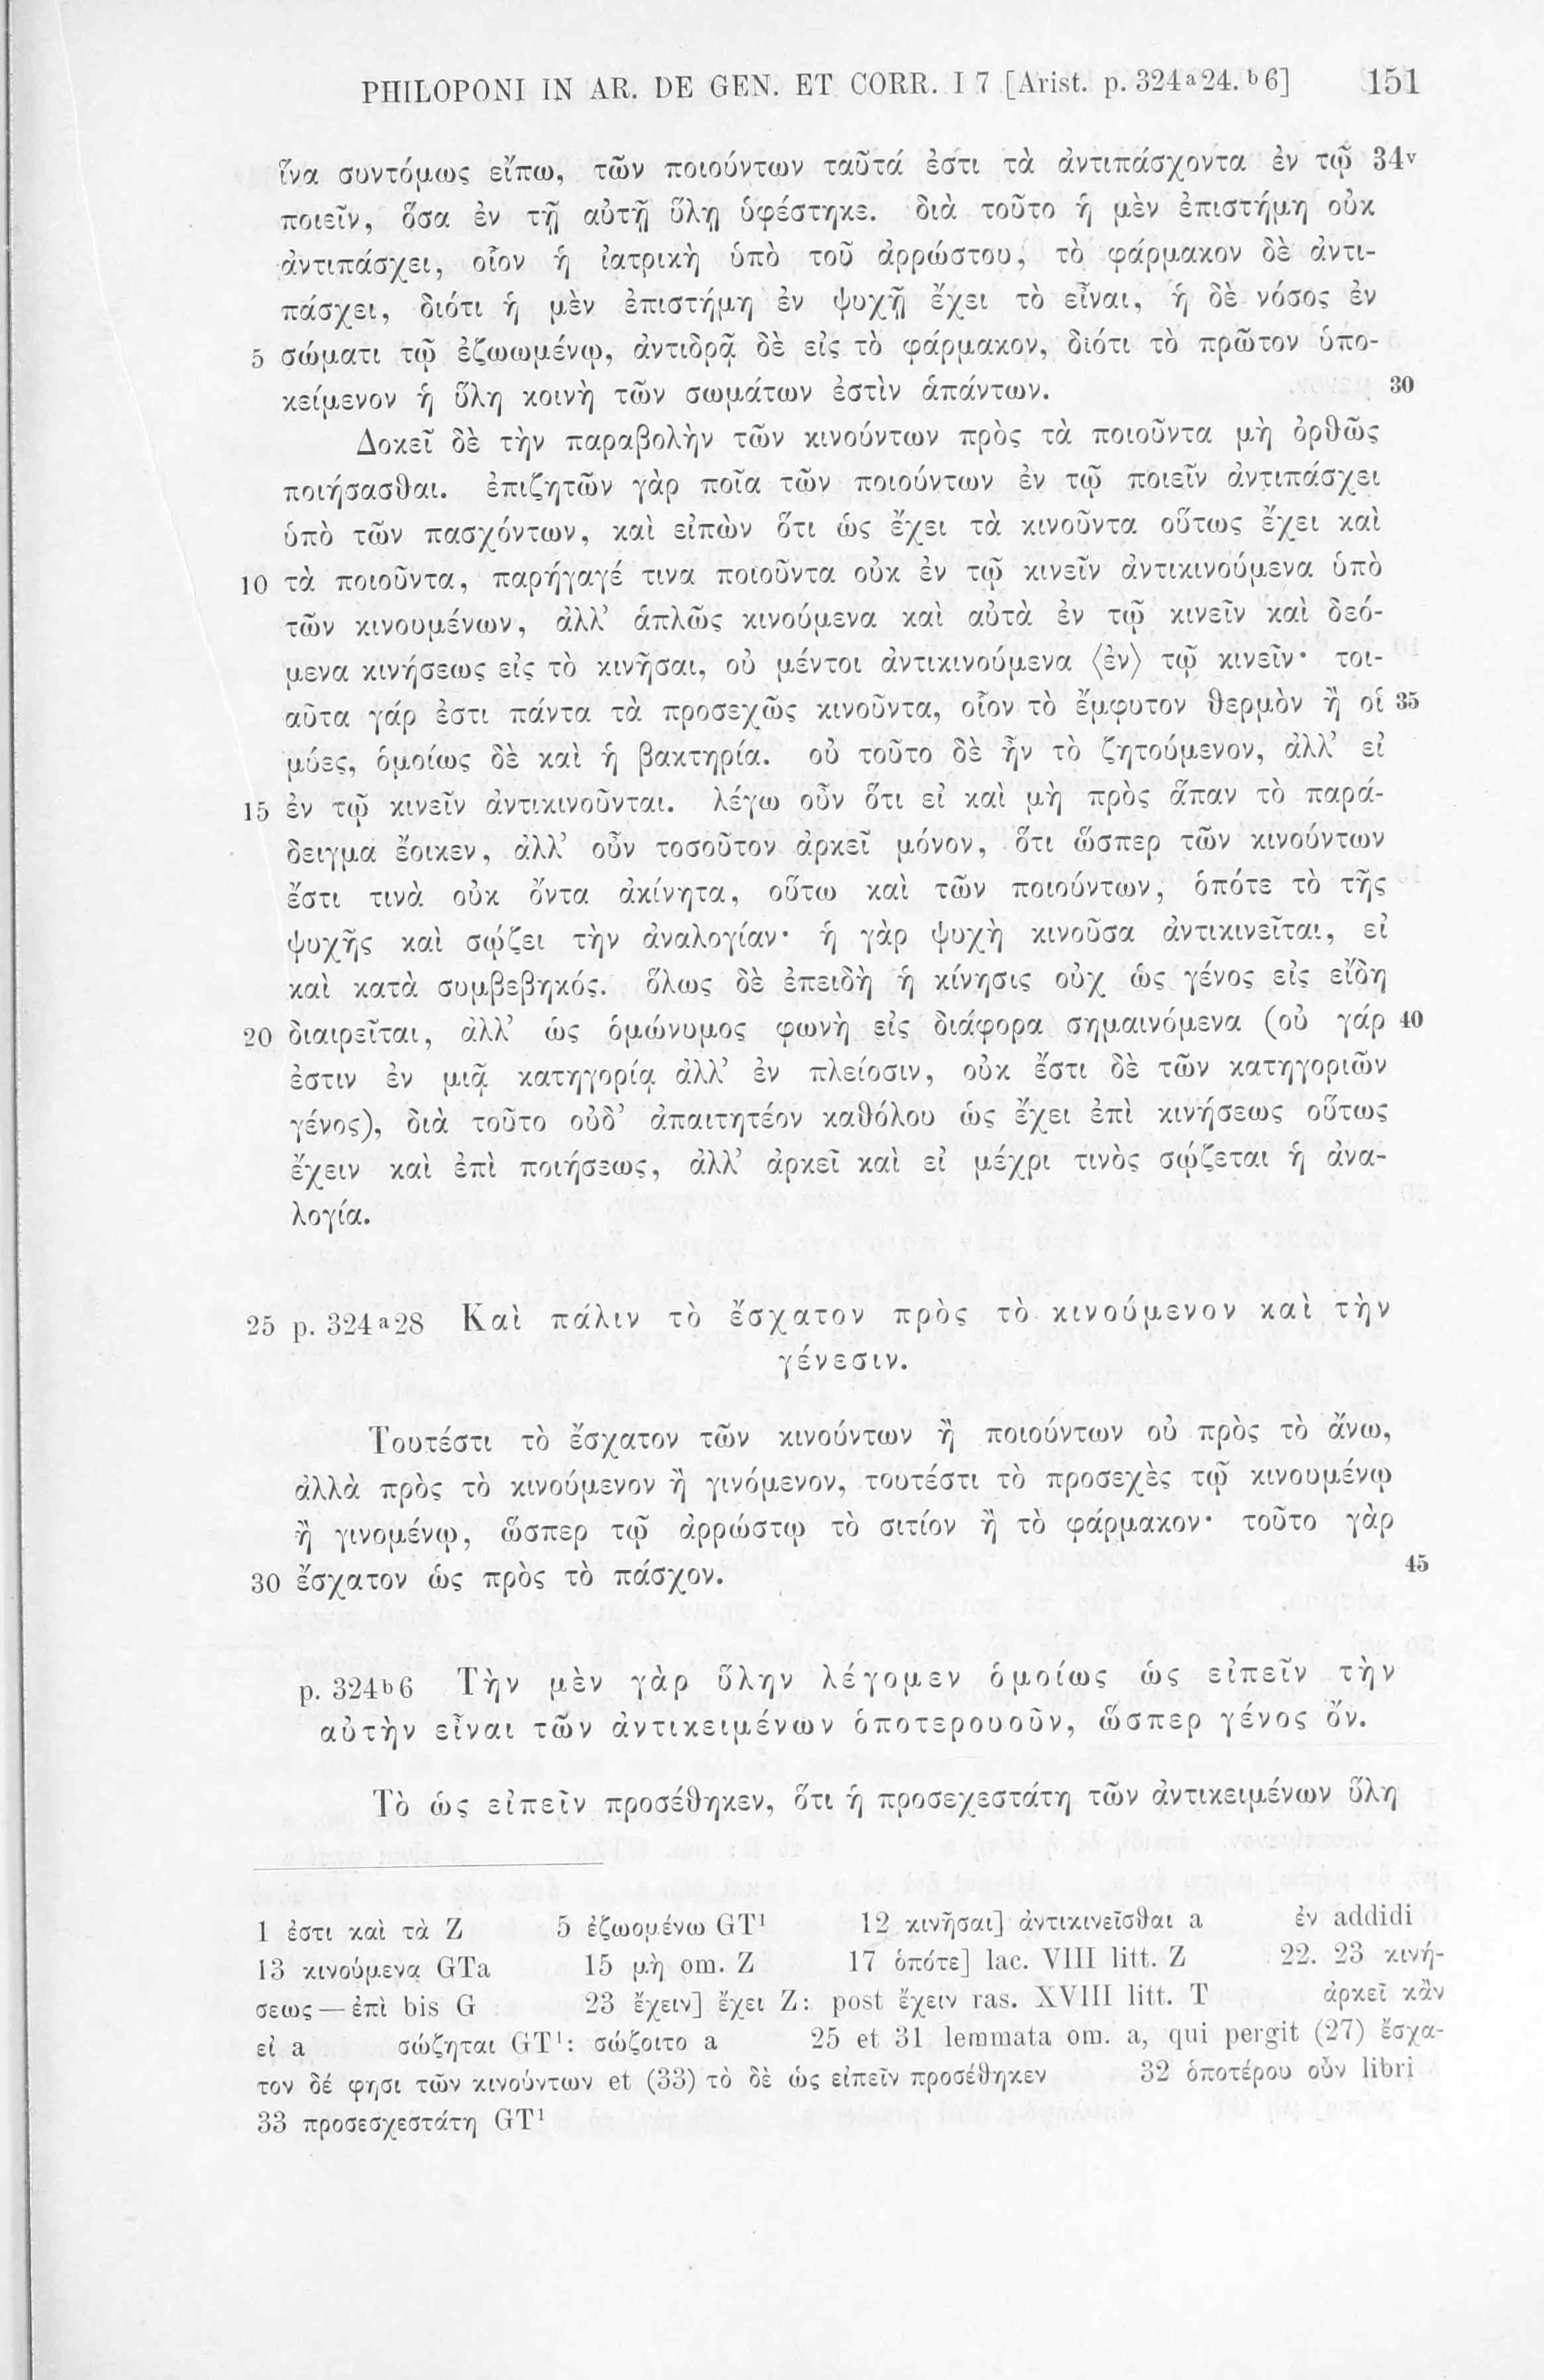 PHILOPONI IN AR. DE GEN. ET CORR. I 7 [Arist. p. 324ᵃ24. ᵇ6] 151
ἵνα συντόμως εἴπω, τῶν ποιούντων ταῦτά ἐστι τὰ ἀντιπάσχοντα ἐν τῷ 34ᵛ
ποιεῖν, ὅσα ἐν τῇ αὐτῇ ὕλῃ ὑφέστηκε. διὰ τοῦτο ἡ μὲν ἐπιστήμη οὐκ
ἀντιπάσχει, οἷον ἡ ἰατρικὴ ὑπὸ τοῦ ἀρρώστου, τὸ φάρμακον δὲ ἀντι-
πάσχει, διότι ἡ μὲν ἐπιστήμη ἐν ψυχῇ ἔχει τὸ εἶναι, ἡ δὲ νόσος ἐν
5 σώματι τῷ ἐζωωμένῳ, ἀντιδρᾷ δὲ εἰς τὸ φάρμακον, διότι τὸ πρῶτον ὑπο-
κείμενον ἡ ὕλη κοινὴ τῶν σωμάτων ἐστὶν ἁπάντων. 30
Δοκεῖ δὲ τὴν παραβολὴν τῶν κινούντων πρὸς τὰ ποιοῦντα μὴ ὀρθῶς
ποιήσασθαι. ἐπιζητῶν γὰρ ποῖα τῶν ποιούντων ἐν τῷ ποιεῖν ἀντιπάσχει
ὑπὸ τῶν πασχόντων, καὶ εἰπὼν ὅτι ὡς ἔχει τὰ κινοῦντα οὕτως ἔχει καὶ
10 τὰ ποιοῦντα, παρήγαγέ τινα ποιοῦντα οὐκ ἐν τῷ κινεῖν ἀντικινούμενα ὑπὸ
τῶν κινουμένων, ἀλλ’ ἁπλῶς κινούμενα καὶ αὐτὰ ἐν τῷ κινεῖν καὶ δεό-
μενα κινήσεως εἰς τὸ κινῆσαι, οὐ μέντοι ἀντικινούμενα ⟨ἐν⟩ τῷ κινεῖν· τοι-
αῦτα γάρ ἐστι πάντα τὰ προσεχῶς κινοῦντα, οἷον τὸ ἔμφυτον θερμὸν ἢ οἱ 35
μύες, ὁμοίως δὲ καὶ ἡ βακτηρία. οὐ τοῦτο δὲ ἦν τὸ ζητούμενον, ἀλλ’ εἰ
15 ἐν τῷ κινεῖν ἀντικινοῦνται. λέγω οὖν ὅτι εἰ καὶ μὴ πρὸς ἅπαν τὸ παρά-
δειγμα ἔοικεν, ἀλλ’ οὖν τοσοῦτον ἀρκεῖ μόνον, ὅτι ὥσπερ τῶν κινούντων
ἔστι τινὰ οὐκ ὄντα ἀκίνητα, οὕτω καὶ τῶν ποιούντων, ὁπότε τὸ τῆς
ψυχῆς καὶ σῴζει τὴν ἀναλογίαν· ἡ γὰρ ψυχὴ κινοῦσα ἀντικινεῖται, εἰ
καὶ κατὰ συμβεβηκός. ὅλως δὲ ἐπειδὴ ἡ κίνησις οὐχ ὡς γένος εἰς εἴδη
20 διαιρεῖται, ἀλλ’ ὡς ὁμώνυμος φωνὴ εἰς διάφορα σημαινόμενα (οὐ γάρ 40
ἐστιν ἐν μιᾷ κατηγορίᾳ ἀλλ’ ἐν πλείοσιν, οὐκ ἔστι δὲ τῶν κατηγοριῶν
γένος), διὰ τοῦτο οὐδ’ ἀπαιτητέον καθόλου ὡς ἔχει ἐπὶ κινήσεως οὕτως
ἔχειν καὶ ἐπὶ ποιήσεως, ἀλλ’ ἀρκεῖ καὶ εἰ μέχρι τινὸς σῴζεται ἡ ἀνα-
λογία.
25 p. 324ᵃ28 Καὶ πάλιν τὸ ἔσχατον πρὸς τὸ κινούμενον καὶ τὴν
γένεσιν.
Τουτέστι τὸ ἔσχατον τῶν κινούντων ἢ ποιούντων οὐ πρὸς τὸ ἄνω,
ἀλλὰ πρὸς τὸ κινούμενον ἢ γινόμενον, τουτέστι τὸ προσεχὲς τῷ κινουμένῳ
ἢ γινομένῳ, ὥσπερ τῷ ἀρρώστῳ τὸ σιτίον ἢ τὸ φάρμακον· τοῦτο γὰρ
30 ἔσχατον ὡς πρὸς τὸ πάσχον. 45
p. 324ᵇ6 Τὴν μὲν γὰρ ὕλην λέγομεν ὁμοίως ὡς εἰπεῖν τὴν
αὐτὴν εἶναι τῶν ἀντικειμένων ὁποτερουοῦν, ὥσπερ γένος ὄν.
Τὸ ὡς εἰπεῖν προσέθηκεν, ὅτι ἡ προσεχεστάτη τῶν ἀντικειμένων ὕλη
1 ἐστι καὶ τὰ Z 5 ἐζωομένω GT¹ 12 κινῆσαι] ἀντικινεῖσθαι a ἐν addidi
13 κινούμενα GTa 15 μὴ om. Z 17 ὁπότε] lac. VIII litt. Z 22. 23 κινή-
σεως — ἐπὶ bis G 23 ἔχειν] ἔχει Z: post ἔχειν ras. XVIII litt. T ἀρκεῖ κἂν
εἰ a σώζηται GT¹: σώζοιτο a 25 et 31 lemmata om. a, qui pergit (27) ἔσχα-
τον δέ φησι τῶν κινούντων et (33) τὸ δὲ ὡς εἰπεῖν προσέθηκεν 32 ὁποτέρου οὖν libri
33 προσεσχεστάτη GT¹